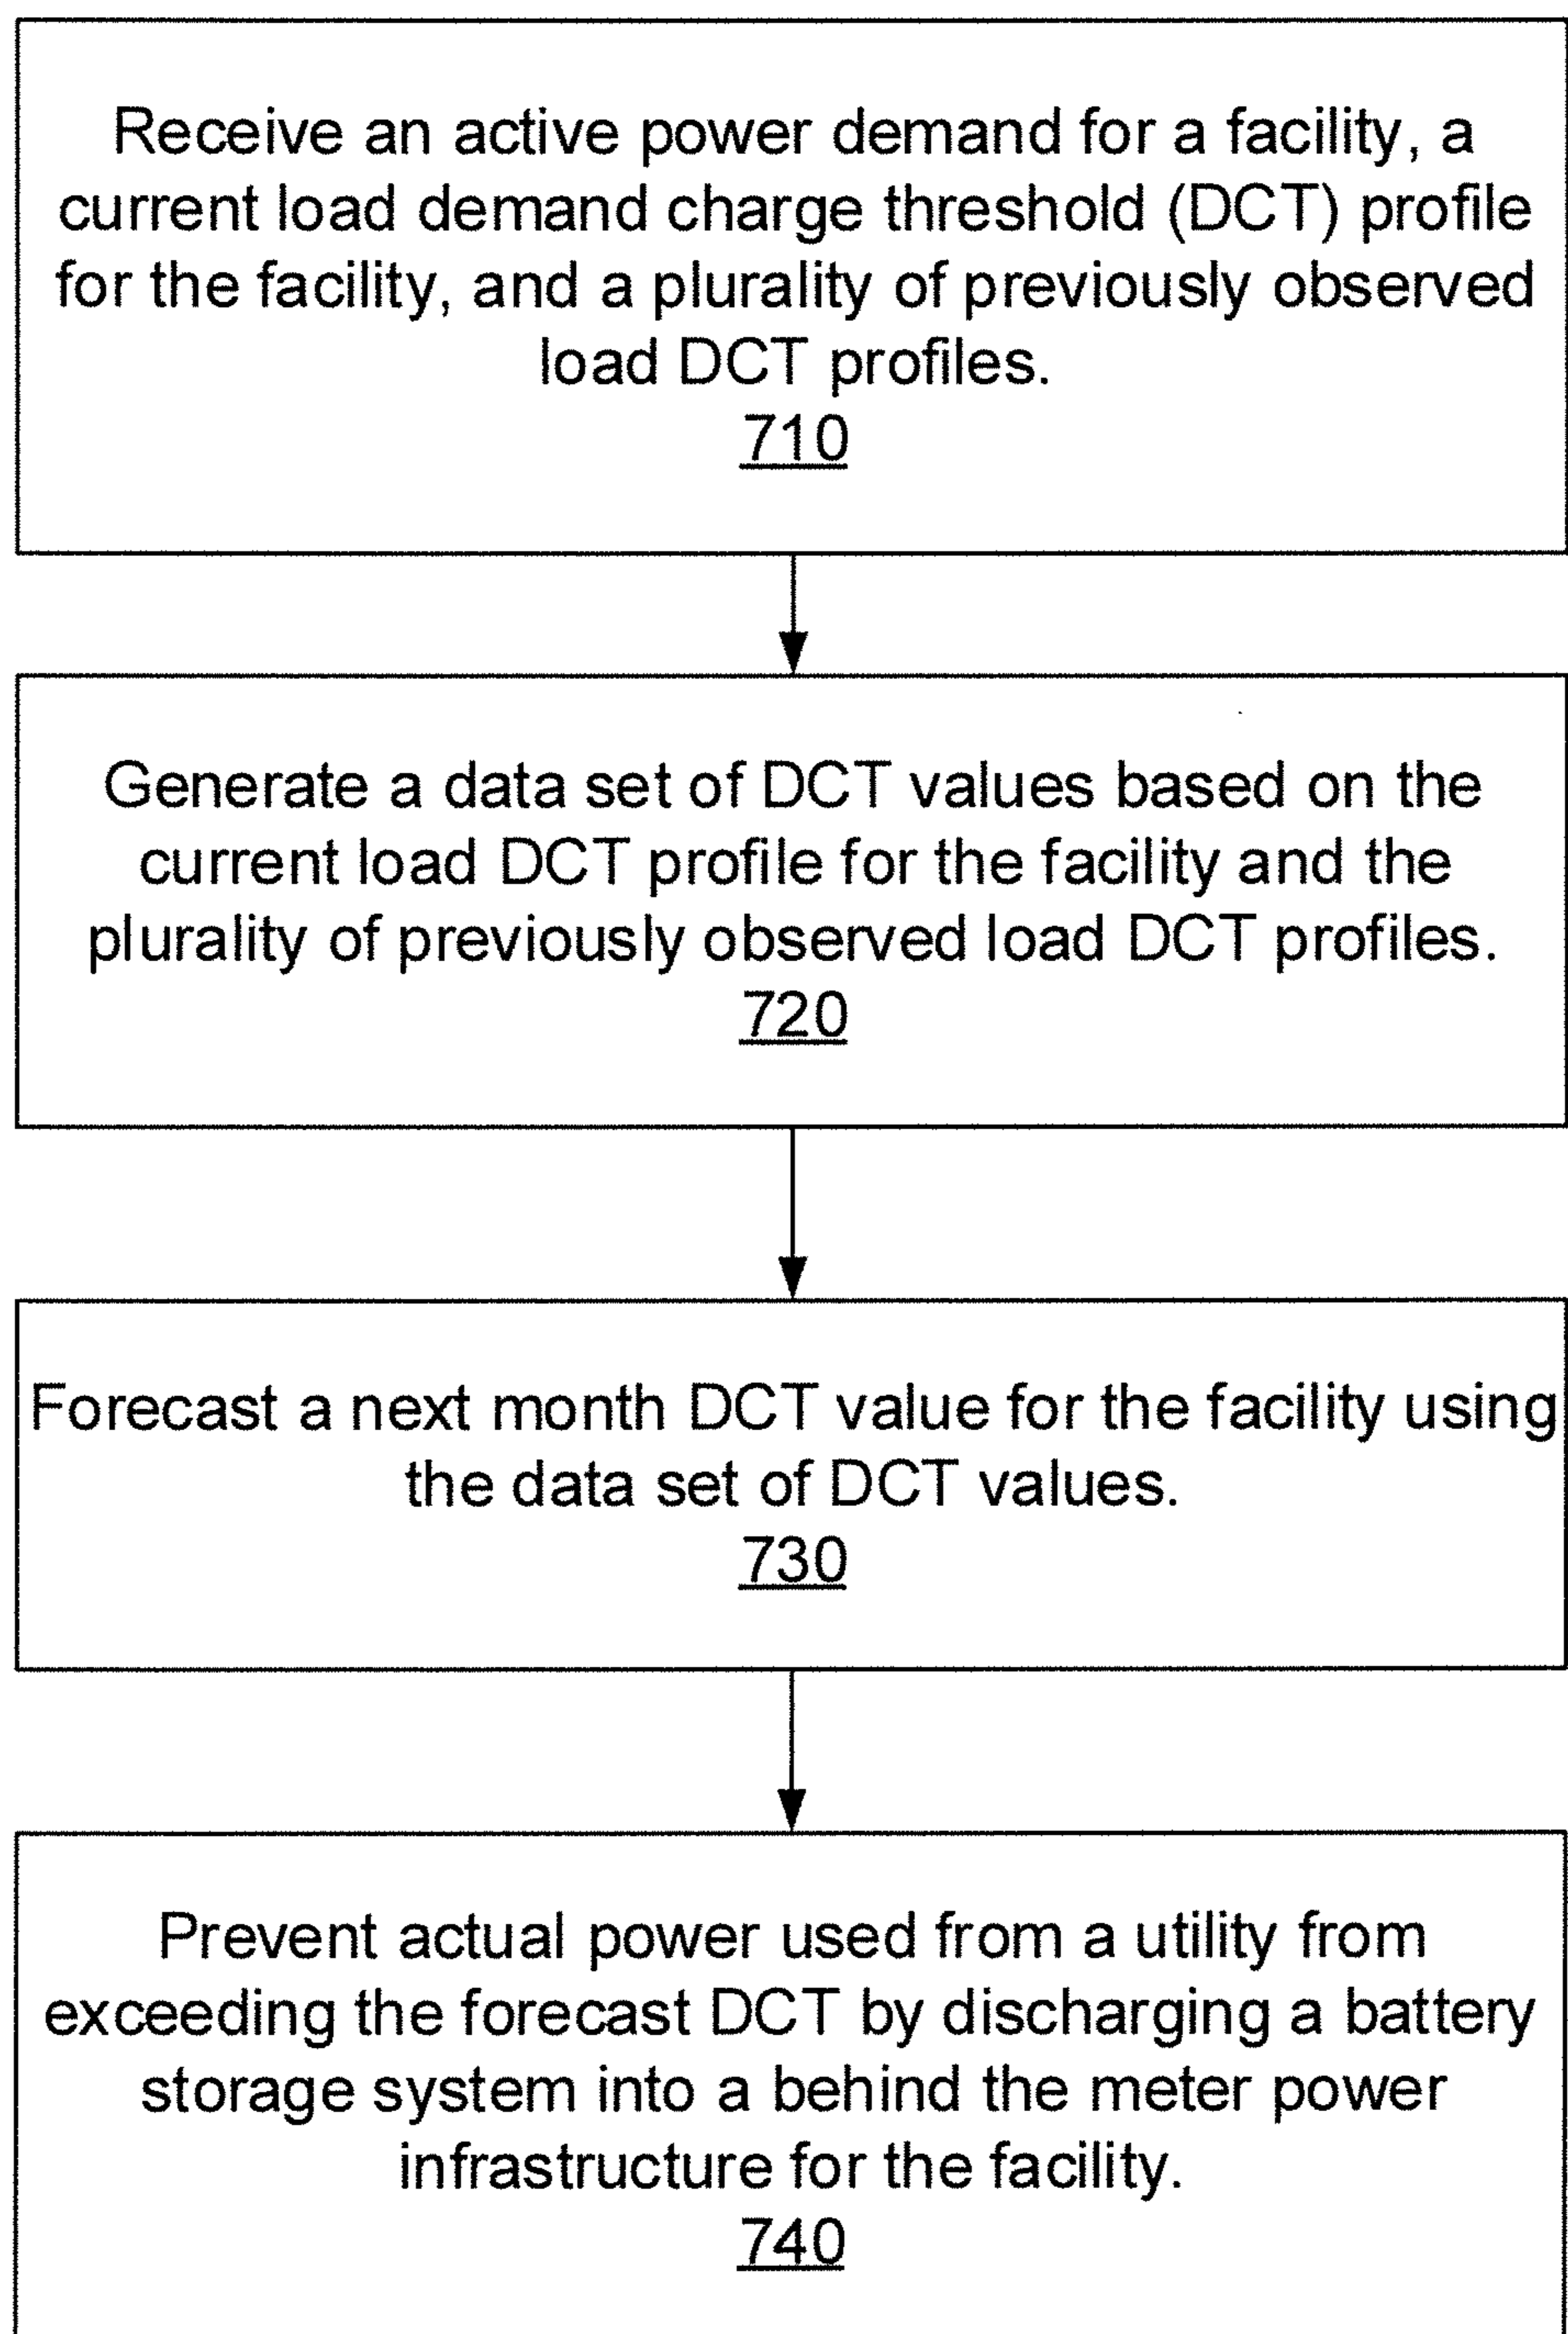 Receive an active power demand for a facility, a
current load demand charge threshold (DCT) profile
for the facility, and a plurality of previously observed
load DCT profiles.
710
Generate a data set of DCT values based on the
current load DCT profile for the facility and the
plurality of previously observed load DCT profiles.
720
Forecast a next month DCT value for the facility using
the data set of DCT values.
730
Prevent actual power used from a utility from
exceeding the forecast DCT by discharging a battery
storage system into a behind the meter power
infrastructure for the facility.
740